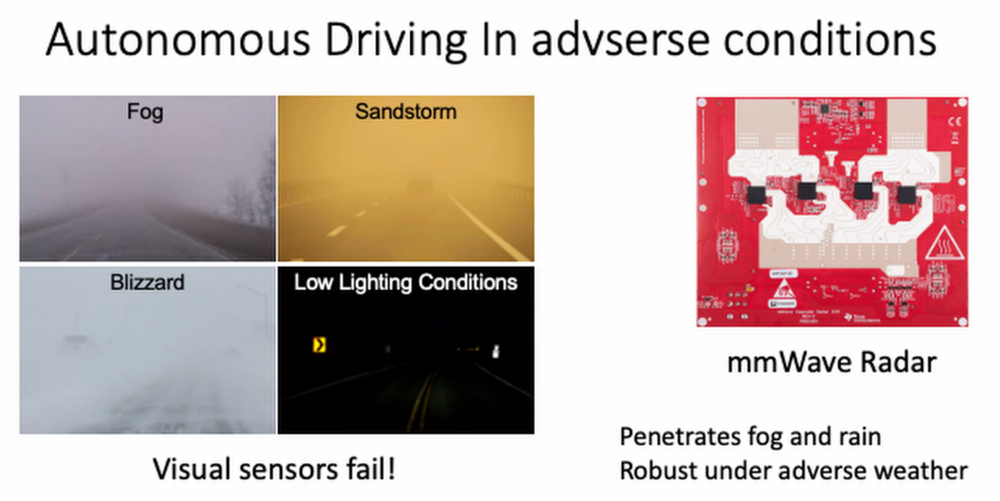 Autonomous Driving In advserse conditions
Fog
Sandstorm
Blizzard
Low Lighting Conditions
Visual sensors fail!
mmWave Radar
Penetrates fog and rain
Robust under adverse weather